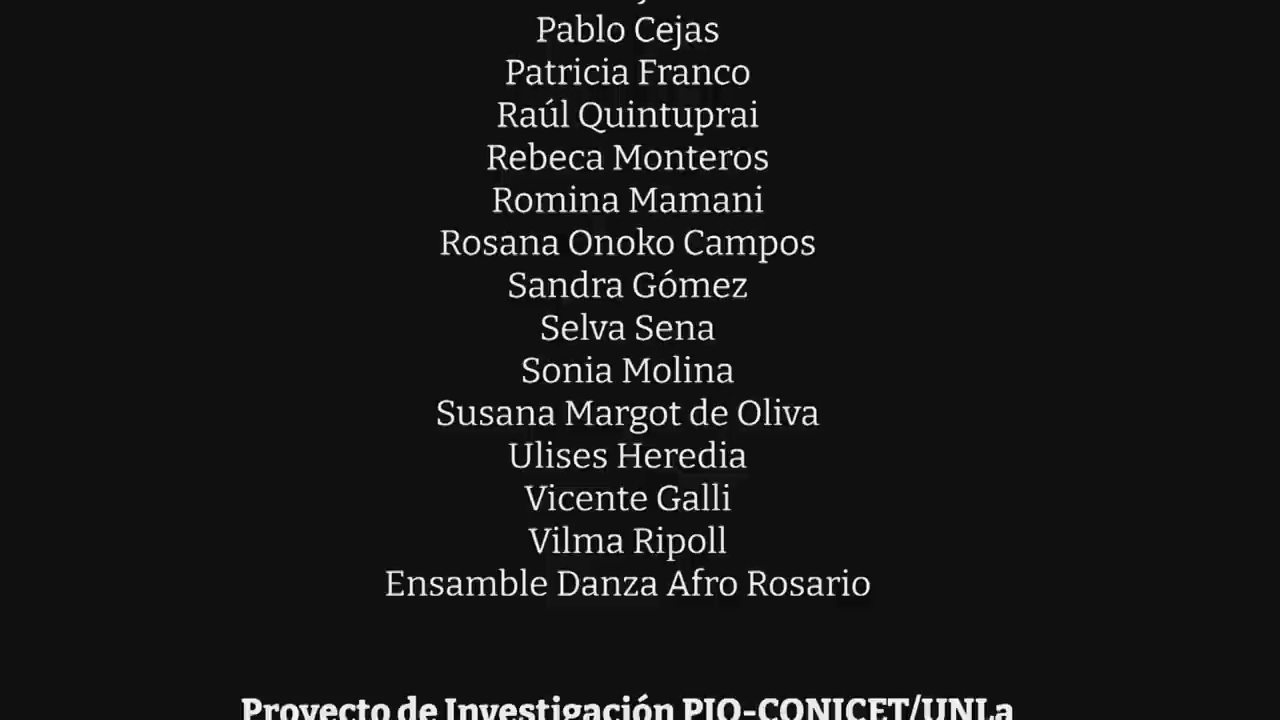 Pablo Cejas
Patricia Franco
Raúl Quintuprai
Rebeca Monteros
Romina Mamani
Rosana Onoko Campos
Sandra Gómez
Selva Sena
Sonia Molina
Susana Margot de Oliva
Ulises Heredia
Vicente Galli
Vilma Ripoll
Ensamble Danza Afro Rosario
Proyecto de Investigación PIO-CONICET/UNLa